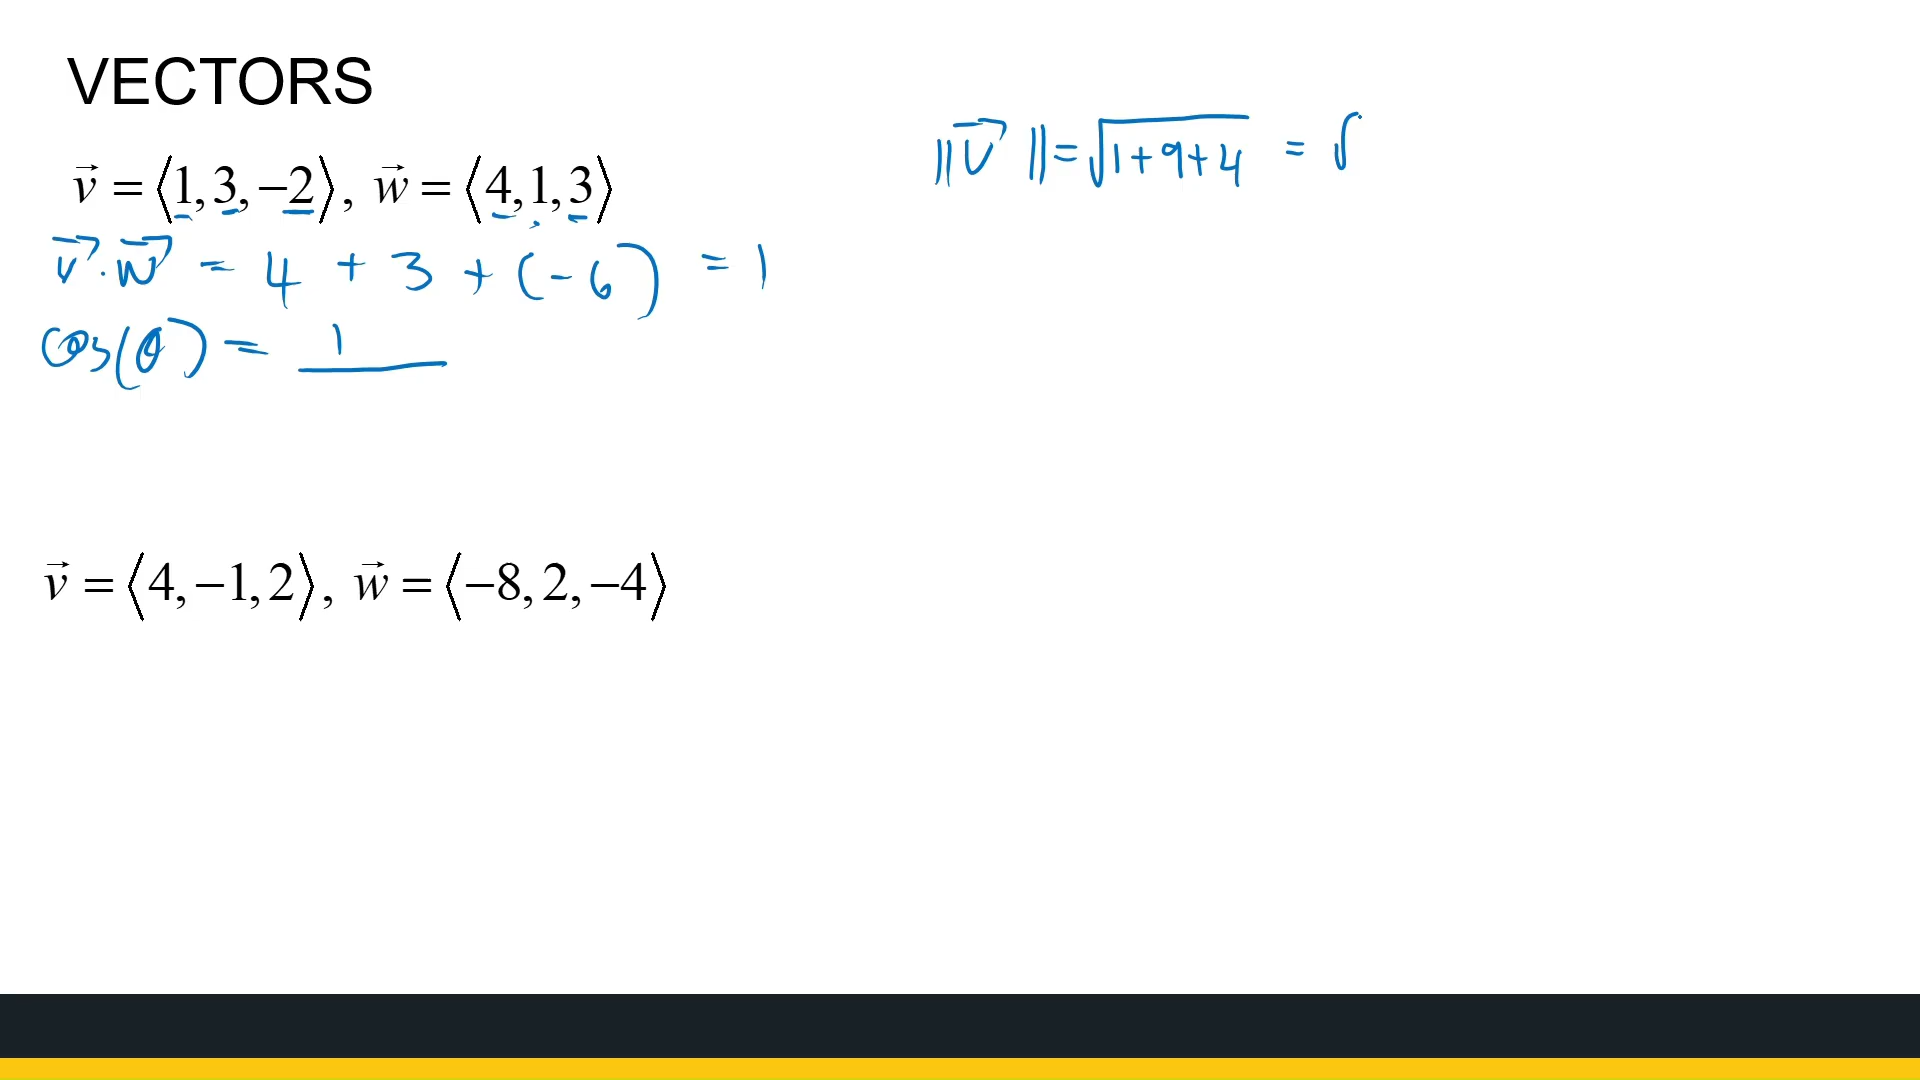 VECTORS
v⃗ = ⟨1, 3, −2⟩, w⃗ = ⟨4, 1, 3⟩
v⃗ · w⃗ = 4 + 3 + (−6) = 1
cos(θ) = 1
||v⃗|| = √1+9+4 = √
v⃗ = ⟨4, −1, 2⟩, w⃗ = ⟨−8, 2, −4⟩